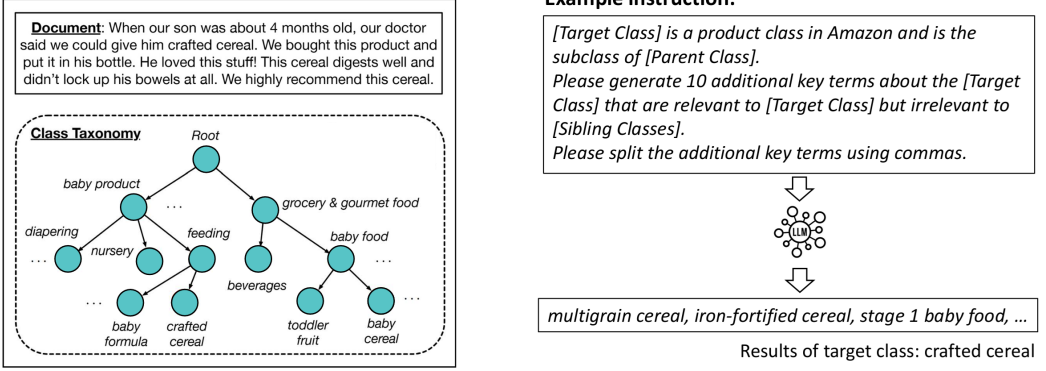 Document: When our son was about 4 months old, our doctor
said we could give him crafted cereal. We bought this product and
put it in his bottle. He loved this stuff! This cereal digests well and
didn't lock up his bowels at all. We highly recommend this cereal.
Class Taxonomy
Root
baby product
. . .
grocery & gourmet food
diapering
nursery
feeding
baby food
. . .
beverages
. . .
. . .
. . .
baby
formula
crafted
cereal
toddler
fruit
baby
cereal
Example Instruction:
[Target Class] is a product class in Amazon and is the
subclass of [Parent Class].
Please generate 10 additional key terms about the [Target
Class] that are relevant to [Target Class] but irrelevant to
[Sibling Classes].
Please split the additional key terms using commas.
LLM
multigrain cereal, iron-fortified cereal, stage 1 baby food, ...
Results of target class: crafted cereal